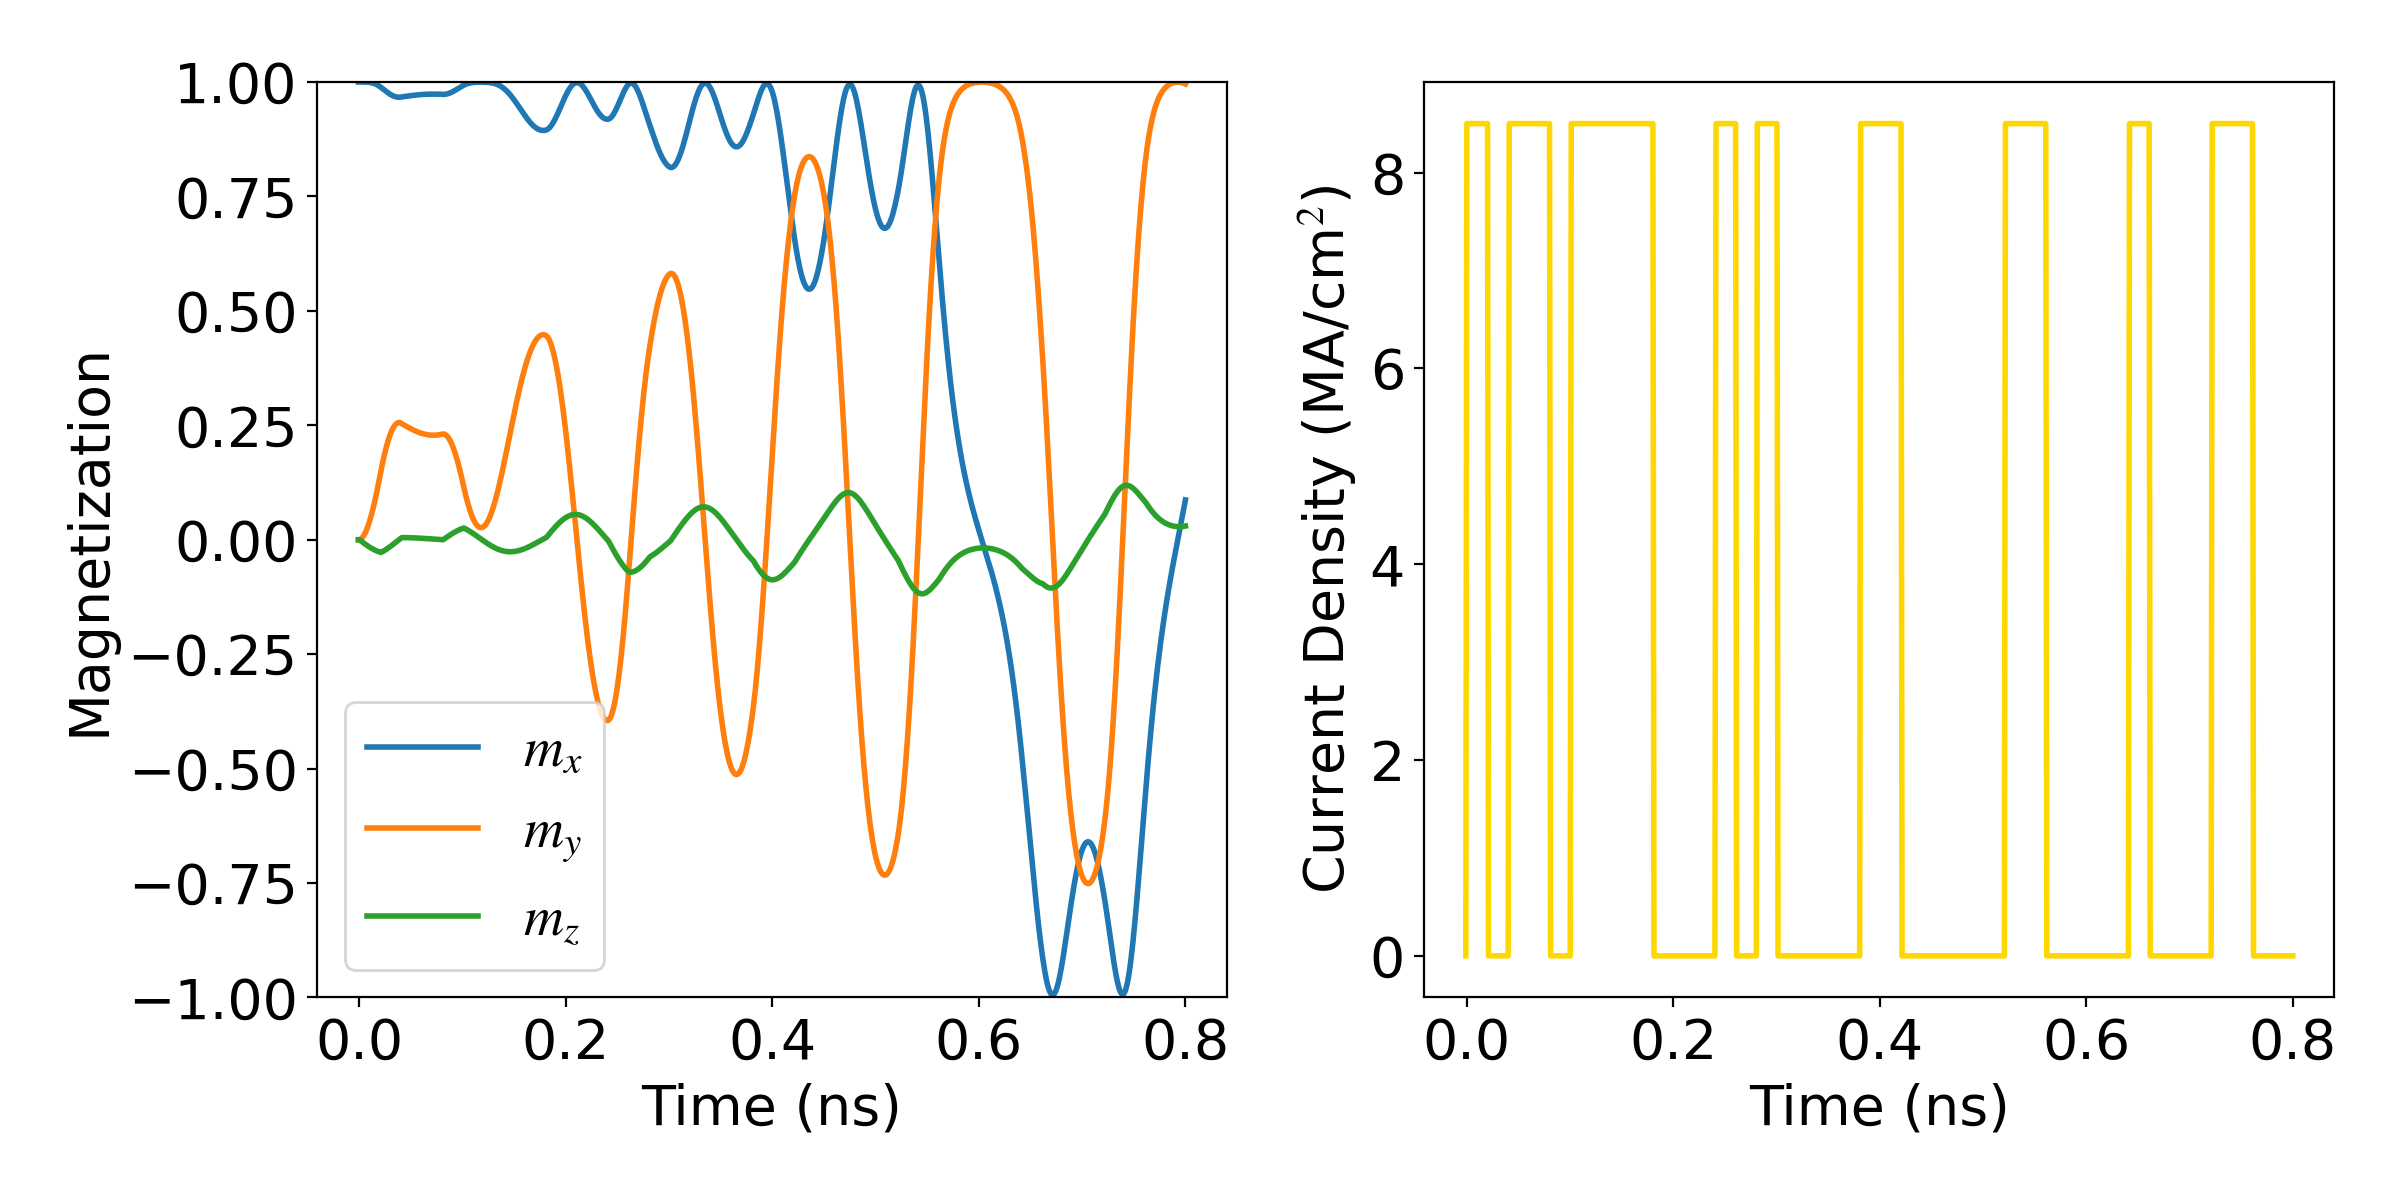 1.00
0.75
0.50
0.25
0.00
−0.25
−0.50
−0.75
−1.00
Magnetization
m_x
m_y
m_z
0.0 0.2 0.4 0.6 0.8
Time (ns)
8
6
4
2
0
Current Density (MA/cm²)
0.0 0.2 0.4 0.6 0.8
Time (ns)